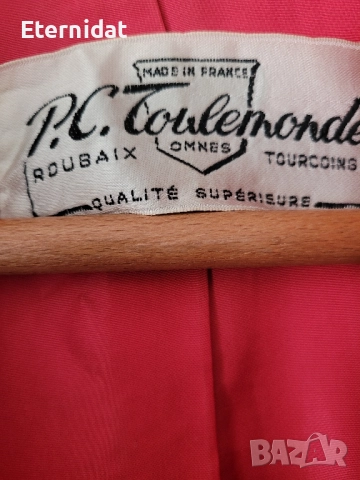 Eternidat
MADE IN FRANCE
P.C. Toulemonde
OMNES
ROUBAIX TOURCOING
QUALITÉ SUPÉRIEURE
BAZAR